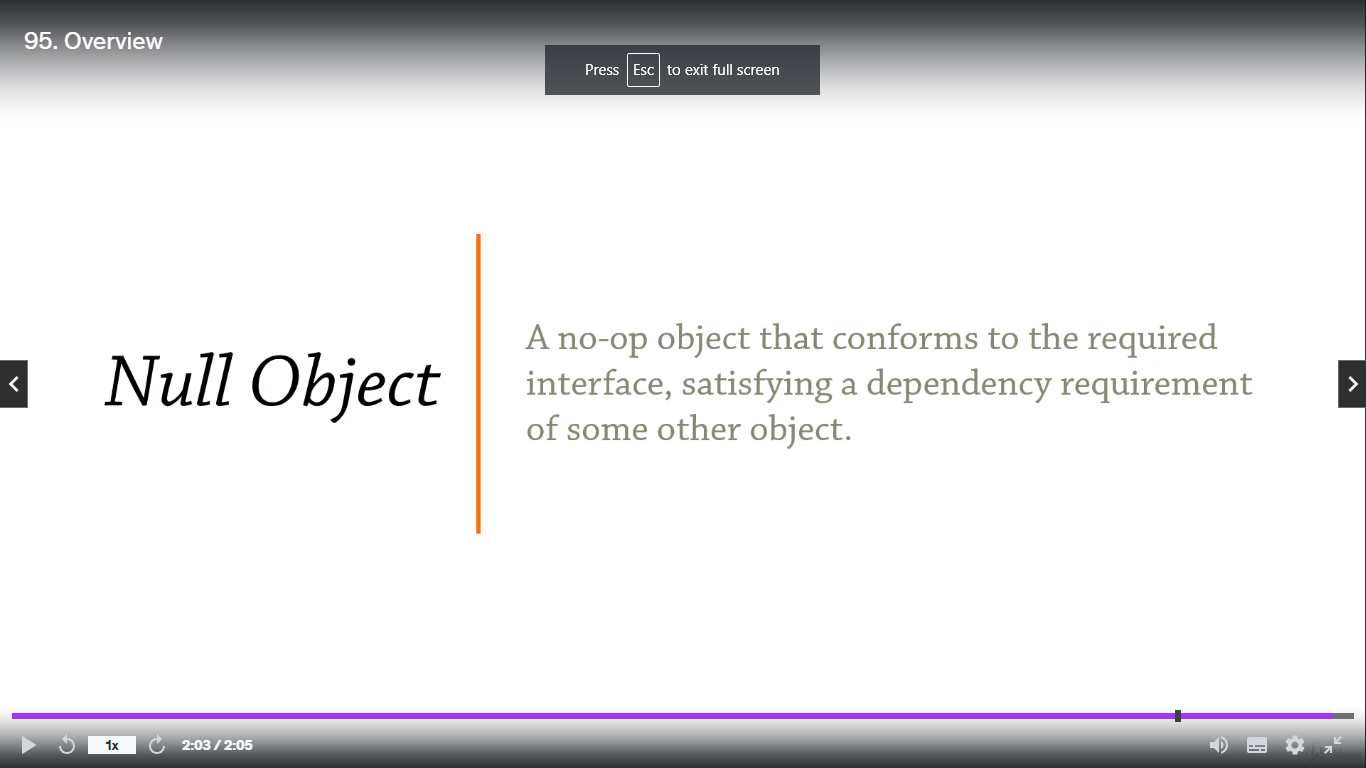 95. Overview
Press Esc to exit full screen
Null Object
A no-op object that conforms to the required
interface, satisfying a dependency requirement
of some other object.
1x
2:03 / 2:05